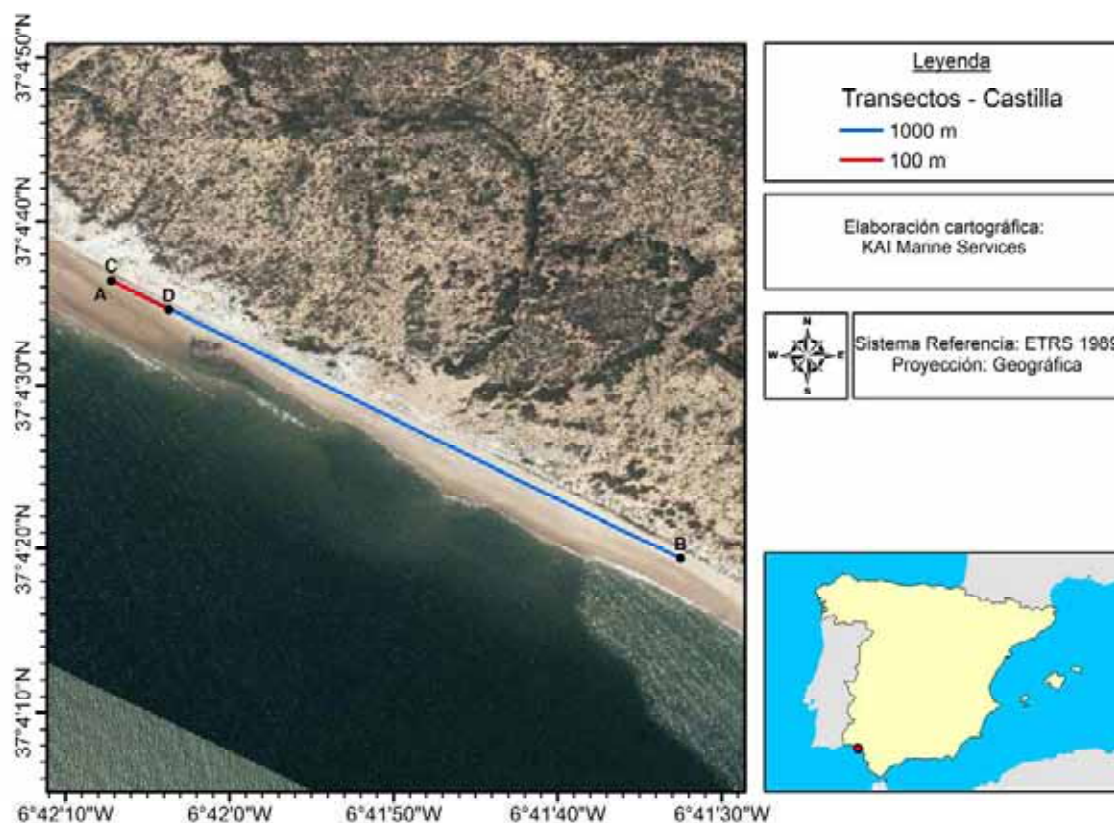 37°4'50"N
37°4'40"N
37°4'30"N
37°4'20"N
37°4'10"N
6°42'10"W
6°42'0"W
6°41'50"W
6°41'40"W
6°41'30"W
C
A
D
B
Leyenda
Transectos - Castilla
1000 m
100 m
Elaboración cartográfica:
KAI Marine Services
N
W E
S
Sistema Referencia: ETRS 1989
Proyección: Geográfica